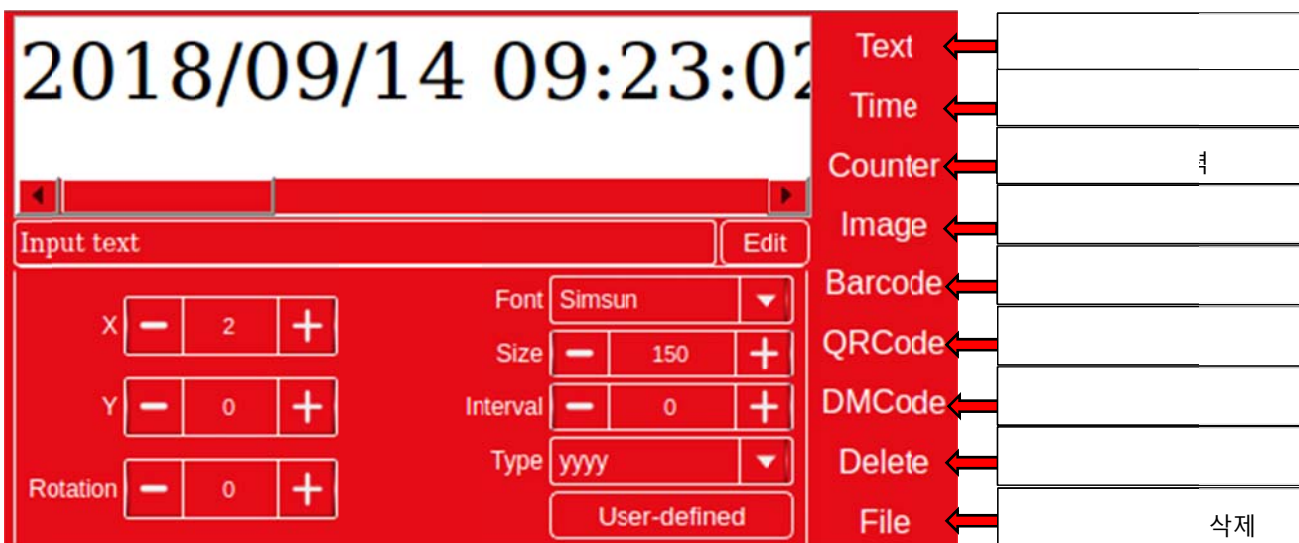 2018/09/14 09:23:02
Input text
Edit
X
2
Y
0
Rotation
0
Font
Simsun
Size
150
Interval
0
Type
yyyy
User-defined
Text
Time
Counter
Image
Barcode
QRCode
DMCode
Delete
File
삭제